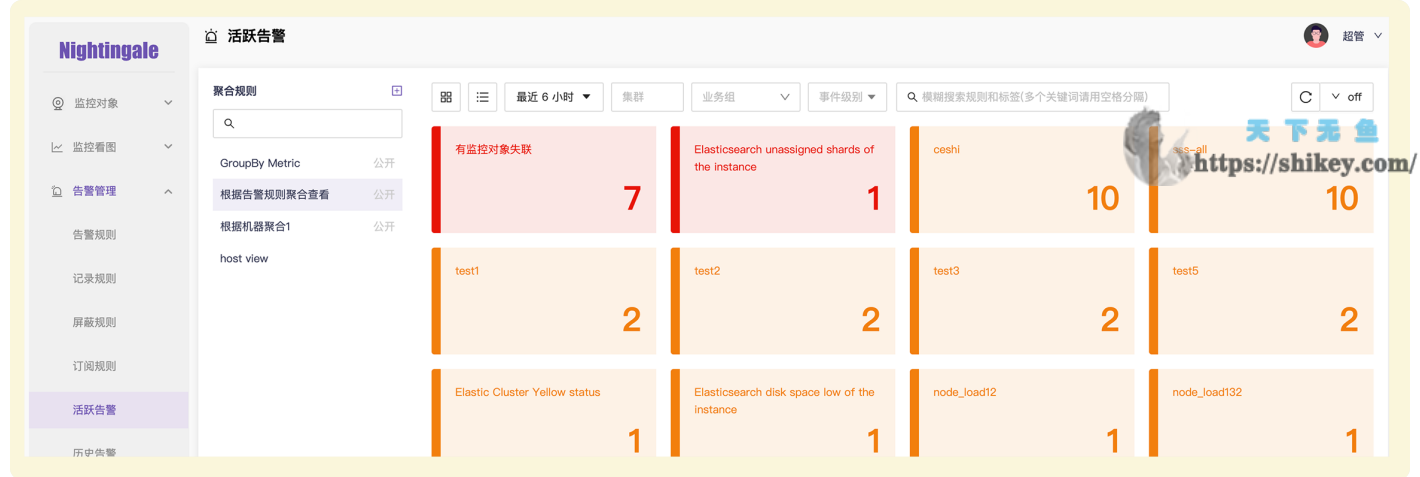 Nightingale
活跃告警
超管
监控对象
监控看图
告警管理
告警规则
记录规则
屏蔽规则
订阅规则
活跃告警
历史告警
聚合规则
GroupBy Metric 公开
根据告警规则聚合查看 公开
根据机器聚合1 公开
host view
最近 6 小时 集群 业务组 事件级别 模糊搜索规则和标签(多个关键词请用空格分隔) off
天下无鱼
https://shikey.com/
有监控对象失联
7
Elasticsearch unassigned shards of
the instance
1
ceshi
10
-all
10
test1
2
test2
2
test3
2
test5
2
Elastic Cluster Yellow status
1
Elasticsearch disk space low of the
instance
1
node_load12
1
node_load132
1